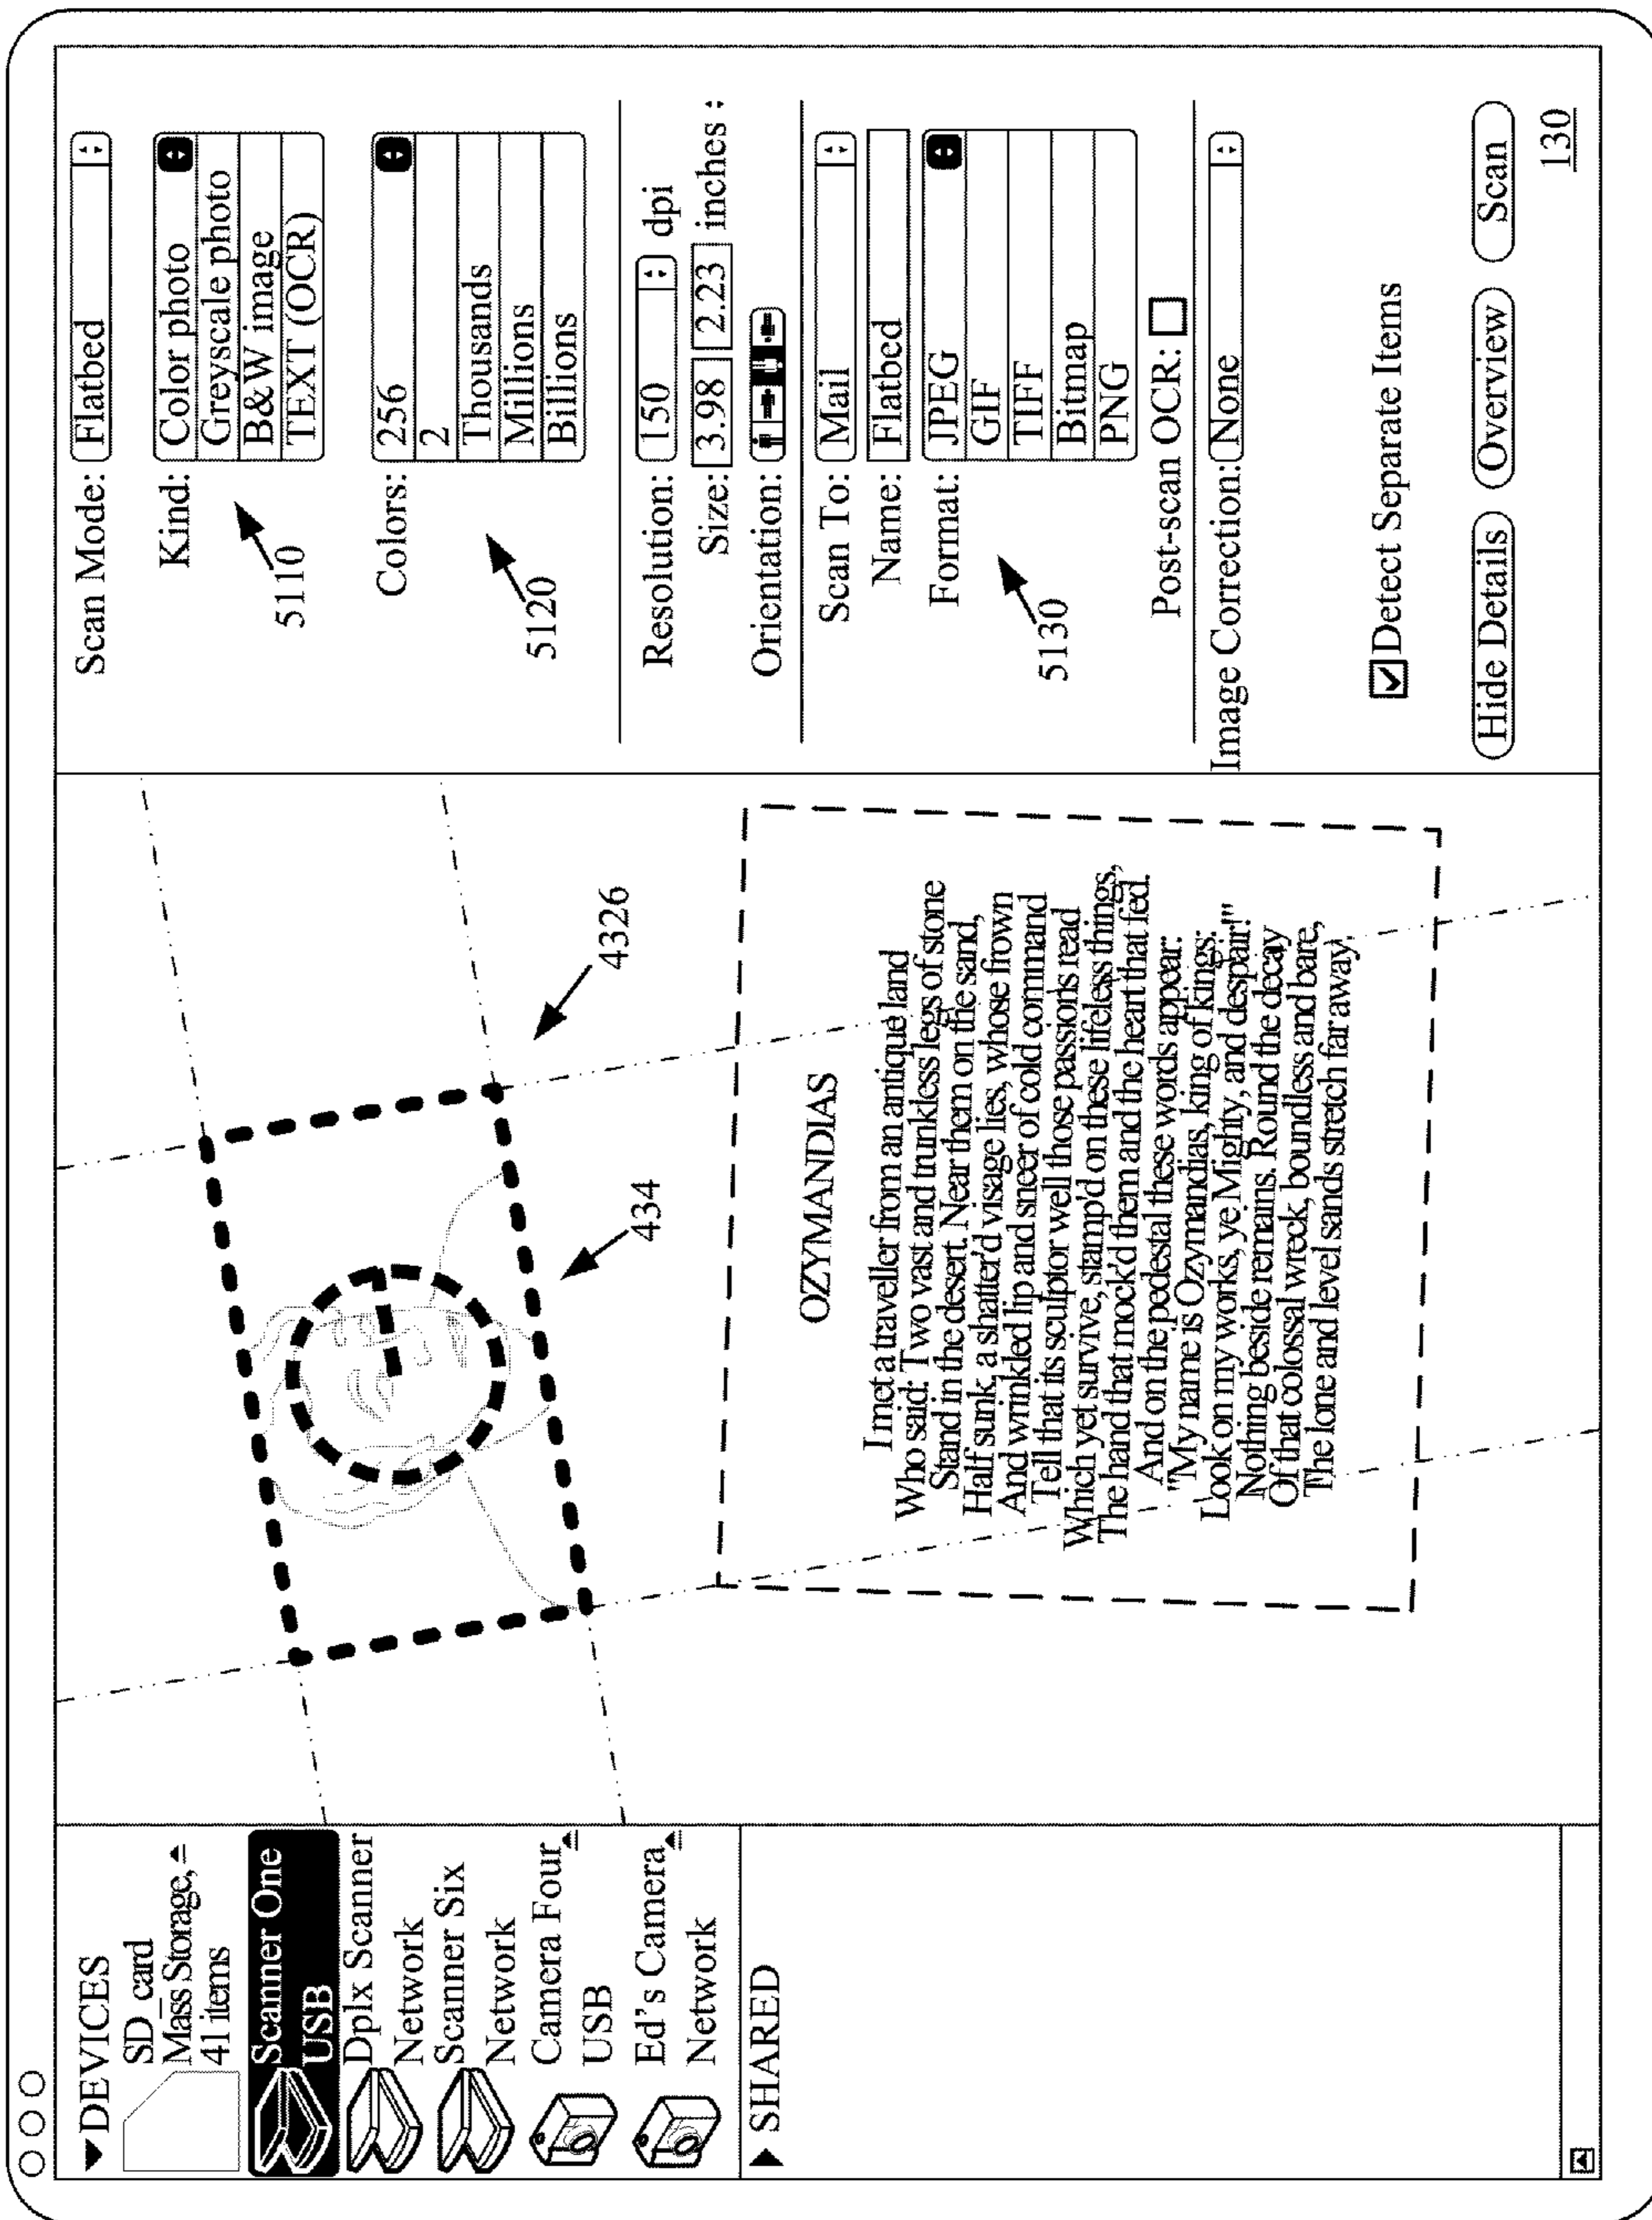 ▼DEVICES
SD_card
Mass Storage,
41 items
Scanner One
USB
Dplx Scanner
Network
Scanner Six
Network
Camera Four
USB
Ed's Camera
Network
▶ SHARED
4326
434
OZYMANDIAS
I met a traveller from an antique land
Who said: Two vast and trunkless legs of stone
Stand in the desert. Near them on the sand,
Half sunk, a shatter'd visage lies, whose frown
And wrinkled lip and sneer of cold command
Tell that its sculptor well those passions read
Which yet survive, stamp'd on these lifeless things,
The hand that mock'd them and the heart that fed.
And on the pedestal these words appear:
"My name is Ozymandias, king of kings:
Look on my works, ye Mighty, and despair!"
Nothing beside remains. Round the decay
Of that colossal wreck, boundless and bare,
The lone and level sands stretch far away.
Scan Mode: Flatbed
Kind: Color photo
Greyscale photo
B&W image
TEXT (OCR)
5110
Colors: 256
2
Thousands
Millions
Billions
5120
Resolution: 150 dpi
Size: 3.98 2.23 inches
Orientation:
Scan To: Mail
Name: Flatbed
Format: JPEG
GIF
TIFF
Bitmap
PNG
5130
Post-scan OCR:
Image Correction: None
Detect Separate Items
Hide Details Overview Scan
130